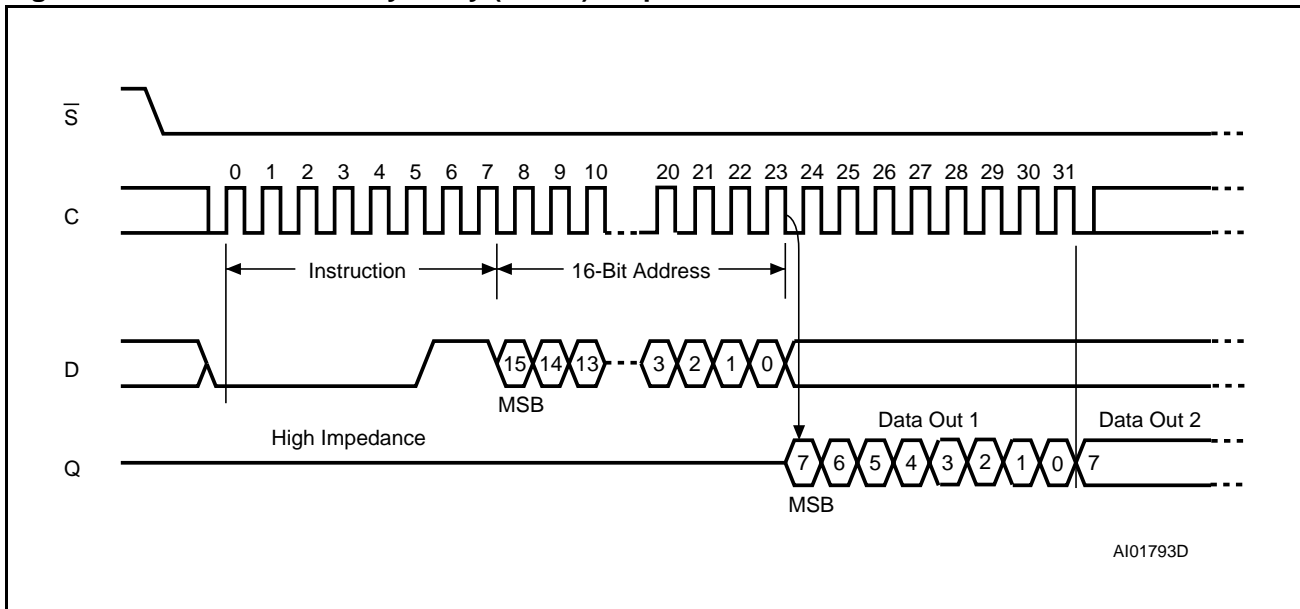 S
0 1 2 3 4 5 6 7 8 9 10 20 21 22 23 24 25 26 27 28 29 30 31
C
Instruction 16-Bit Address
D 15 14 13 3 2 1 0
MSB
High Impedance Data Out 1 Data Out 2
Q 7 6 5 4 3 2 1 0 7
MSB
AI01793D